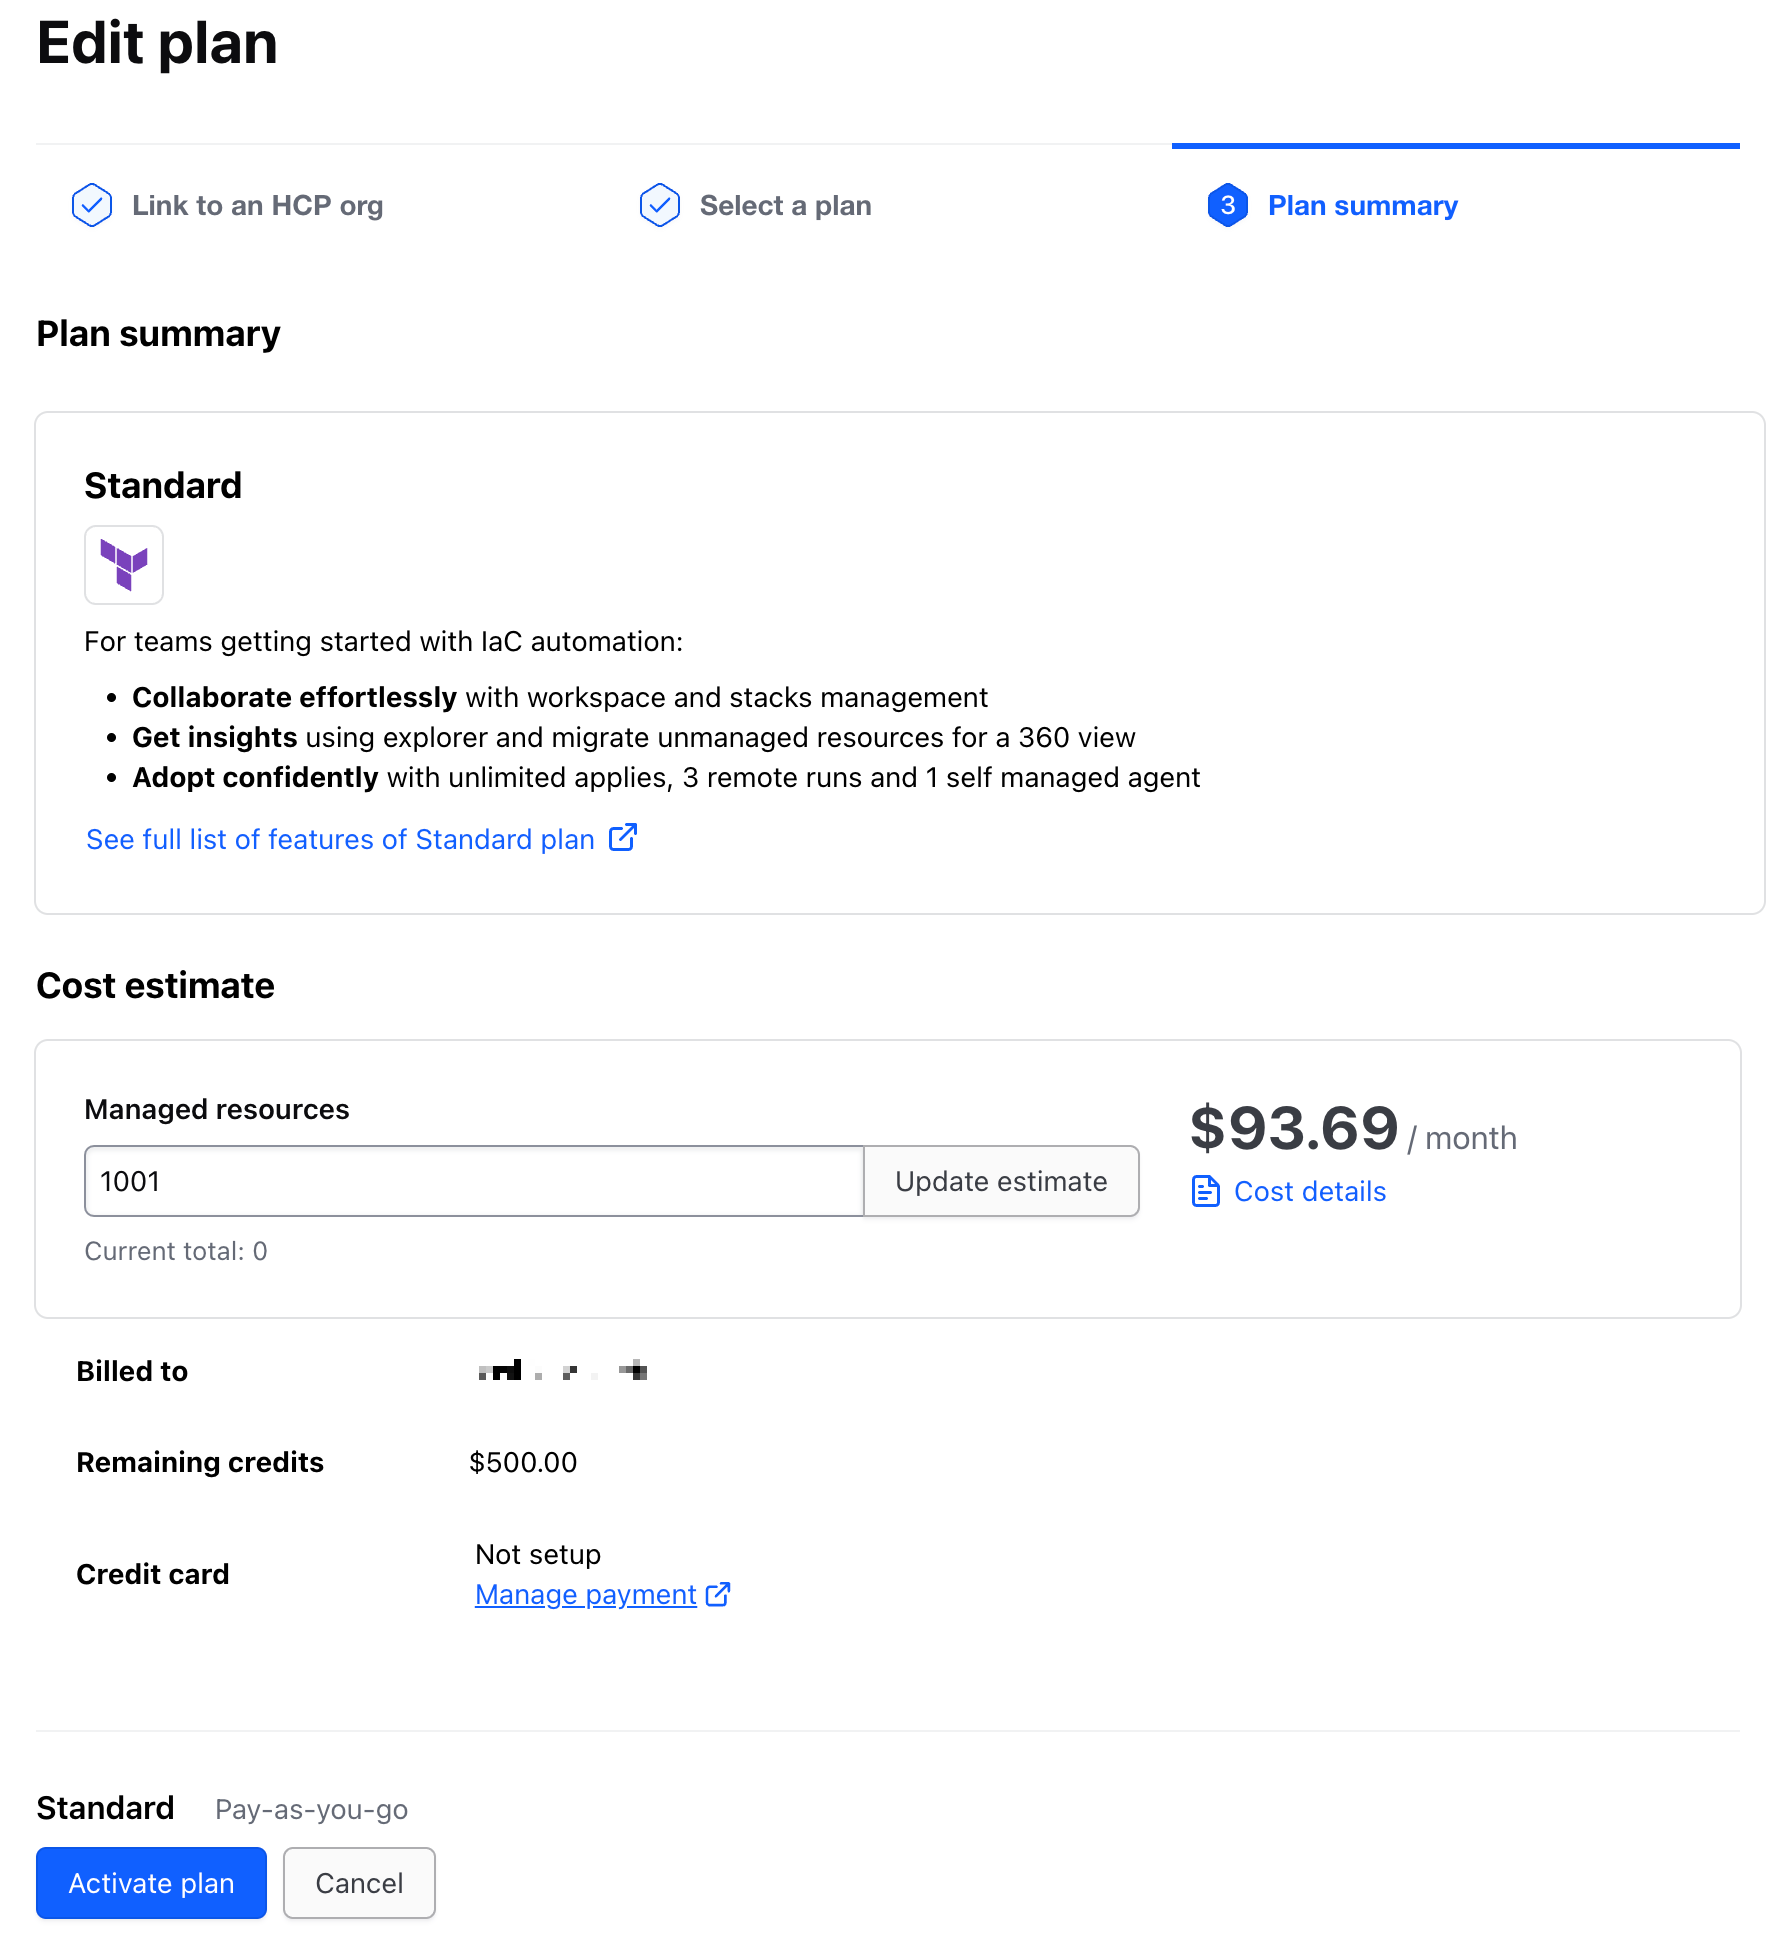 Edit plan
Link to an HCP org
Select a plan
3 Plan summary
Plan summary
Standard
For teams getting started with IaC automation:
• Collaborate effortlessly with workspace and stacks management
• Get insights using explorer and migrate unmanaged resources for a 360 view
• Adopt confidently with unlimited applies, 3 remote runs and 1 self managed agent
See full list of features of Standard plan
Cost estimate
Managed resources
1001
Update estimate
Current total: 0
$93.69 / month
Cost details
Billed to
Remaining credits $500.00
Credit card
Not setup
Manage payment
Standard Pay-as-you-go
Activate plan
Cancel